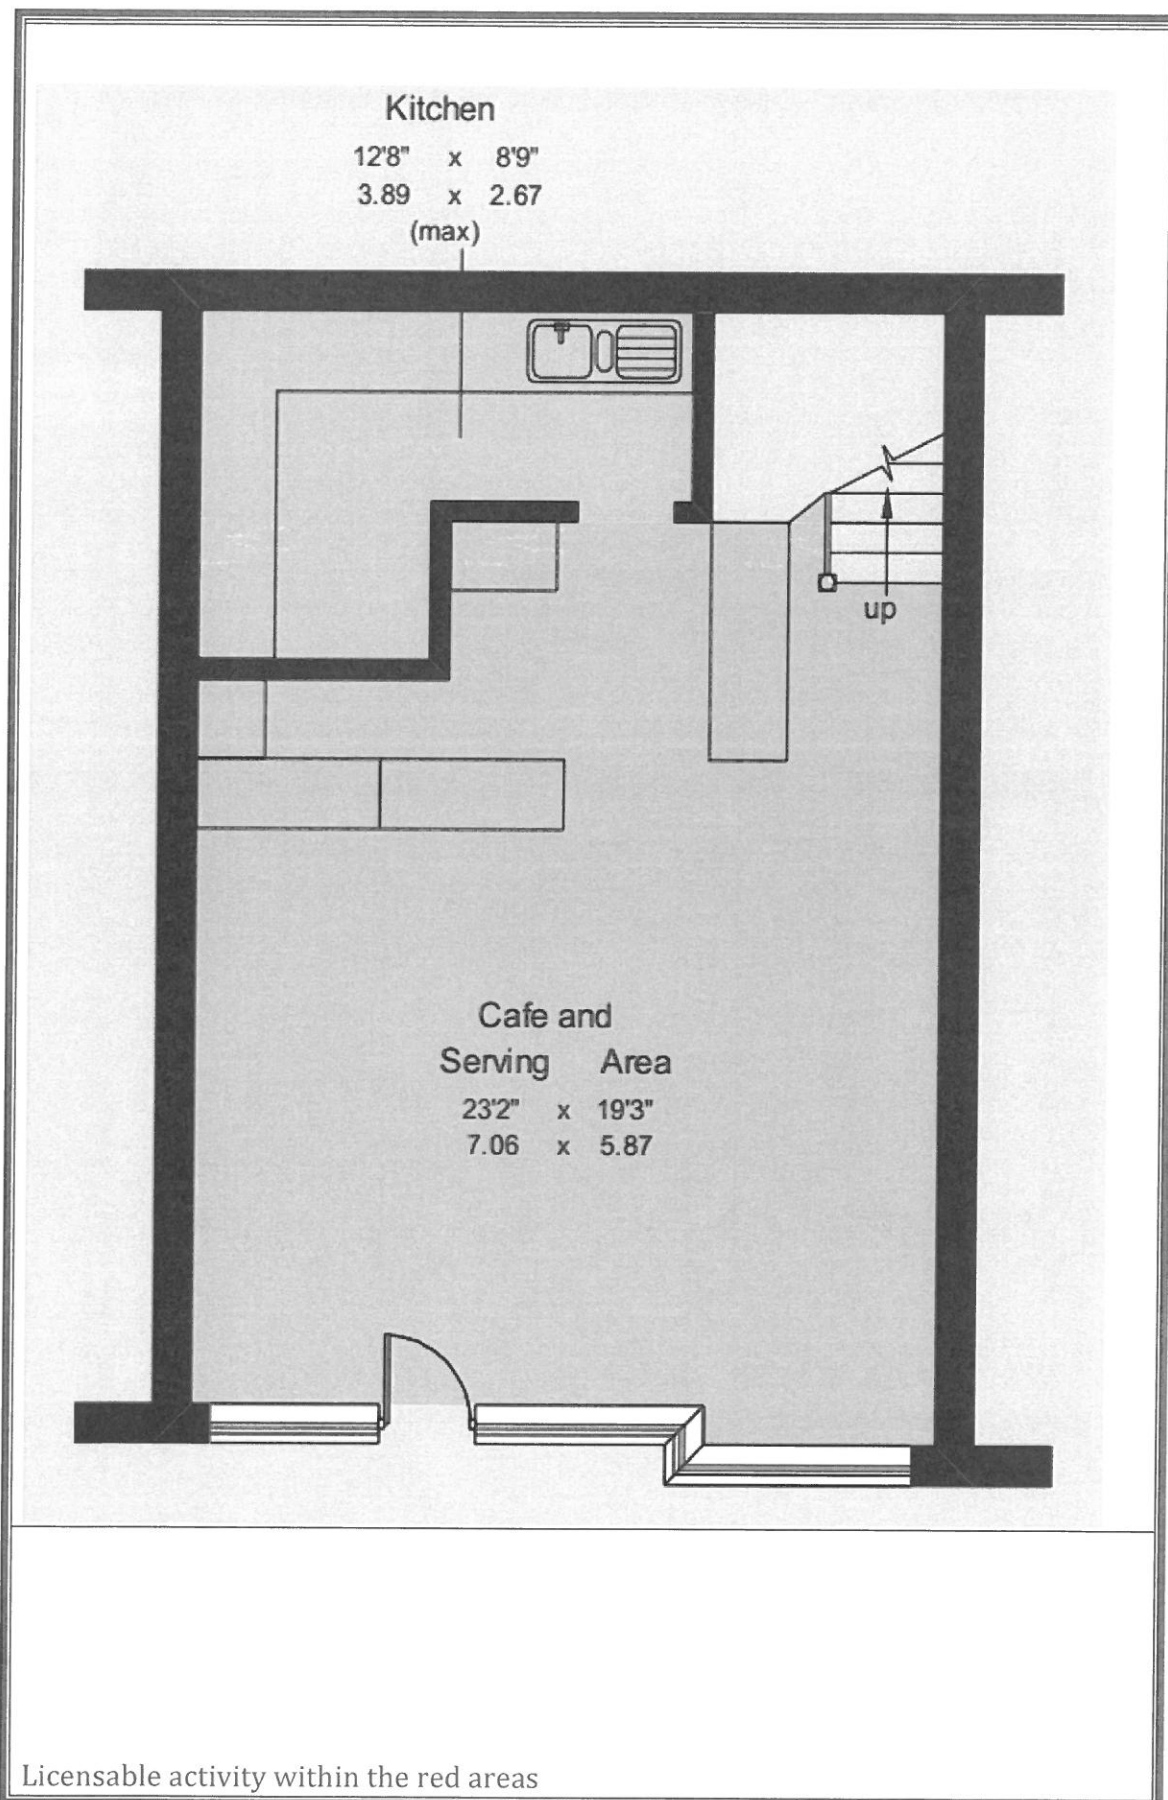 Kitchen
12'8" x 8'9"
3.89 x 2.67
(max)
up
Cafe and
Serving Area
23'2" x 19'3"
7.06 x 5.87
Licensable activity within the red areas